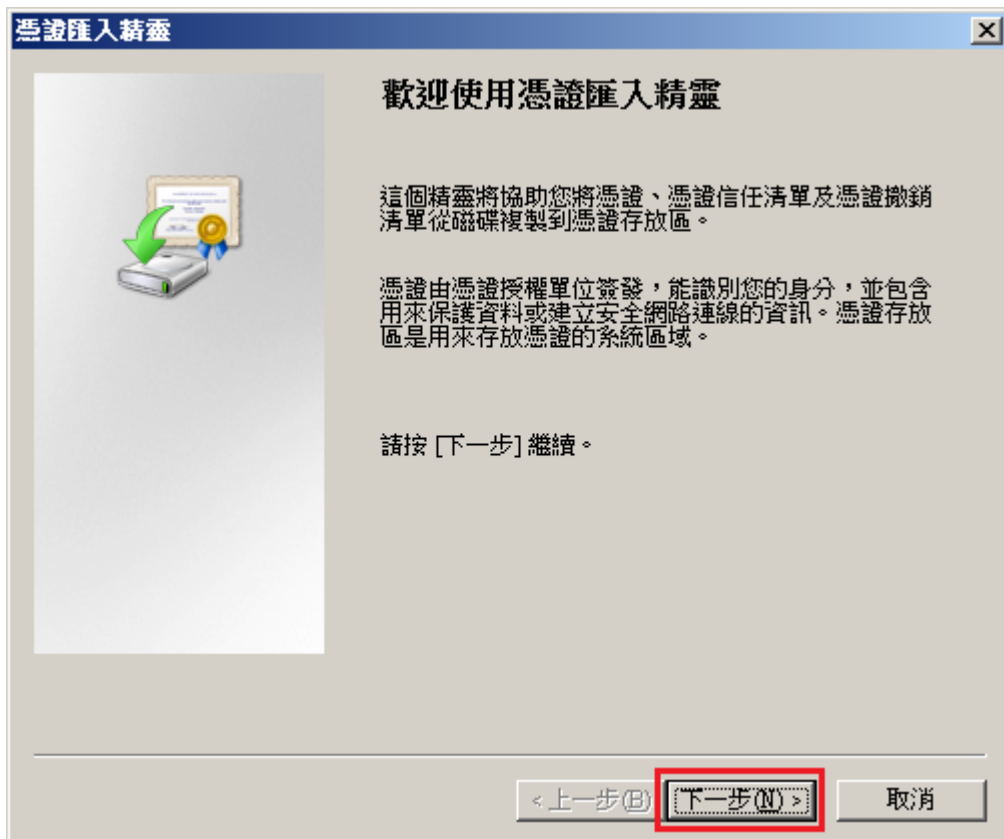 憑證匯入精靈
歡迎使用憑證匯入精靈
這個精靈將協助您將憑證、憑證信任清單及憑證撤銷
清單從磁碟複製到憑證存放區。
憑證由憑證授權單位簽發，能識別您的身分，並包含
用來保護資料或建立安全網路連線的資訊。憑證存放
區是用來存放憑證的系統區域。
請按 [下一步] 繼續。
<上一步(B) 下一步(N) > 取消